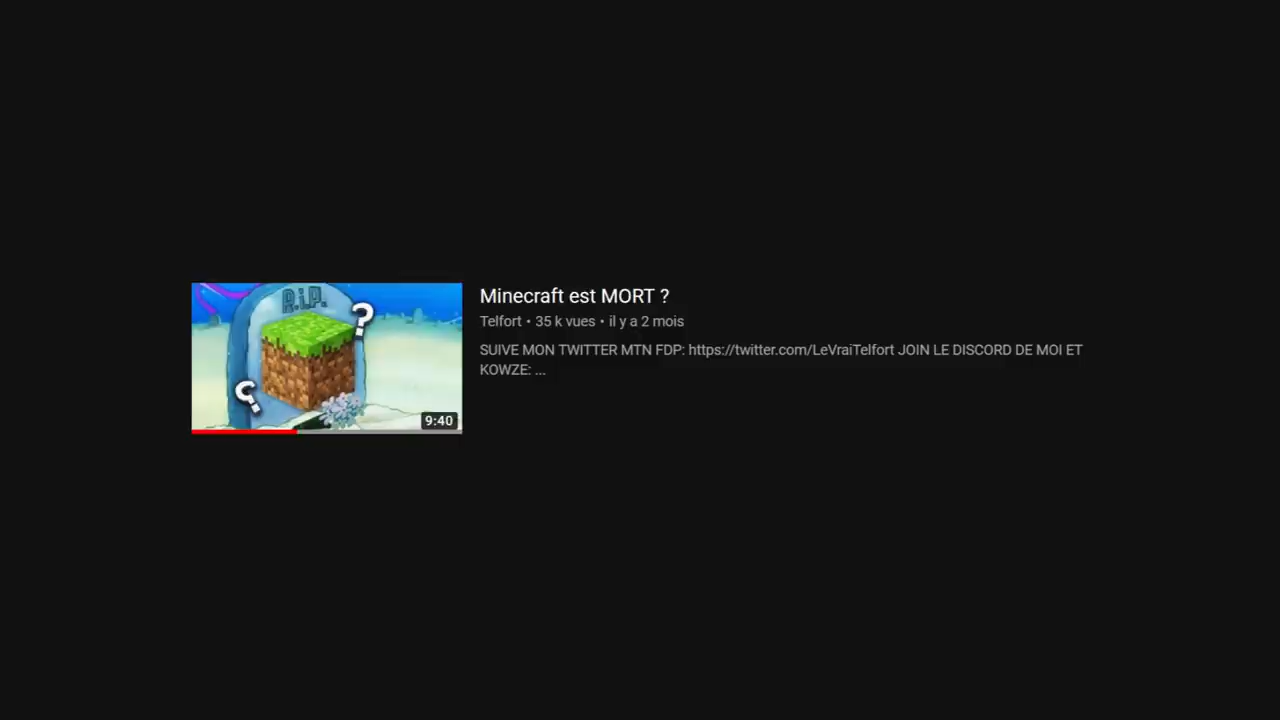 R.i.P.
?
?
9:40
Minecraft est MORT ?
Telfort • 35 k vues • il y a 2 mois
SUIVE MON TWITTER MTN FDP: https://twitter.com/LeVraiTelfort JOIN LE DISCORD DE MOI ET
KOWZE: ...